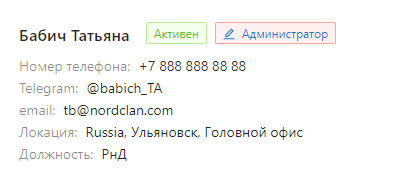 Бабич Татьяна Активен Администратор
Номер телефона: +7 888 888 88 88
Telegram: @babich_TA
email: tb@nordclan.com
Локация: Russia, Ульяновск, Головной офис
Должность: РнД